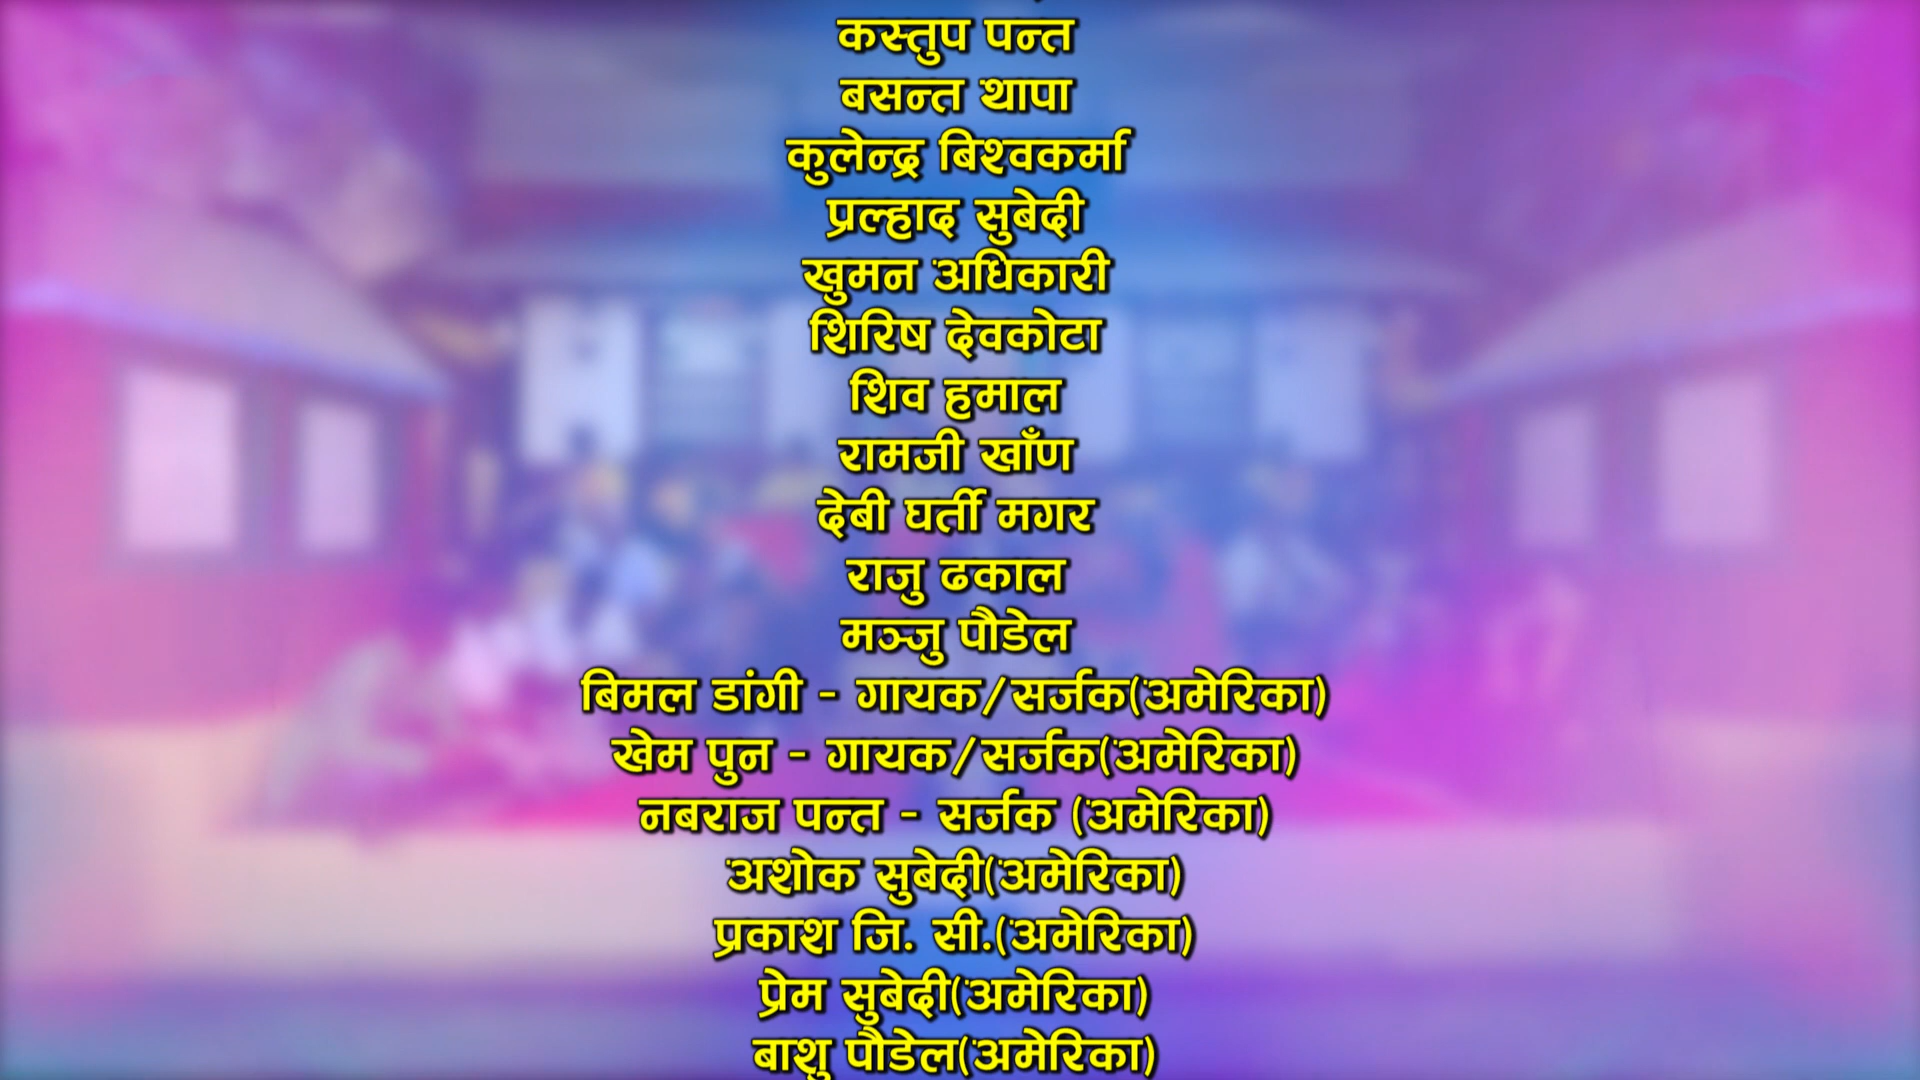 कस्तुप पन्त
बसन्त थापा
कुलेन्द्र बिश्वकर्मा
प्रल्हाद सुबेदी
खुमन अधिकारी
शिरिष देवकोटा
शिव हमाल
रामजी खाँण
देबी घर्ती मगर
राजु ढकाल
मञ्जु पौडेल
बिमल डांगी - गायक/सर्जक(अमेरिका)
खेम पुन - गायक/सर्जक(अमेरिका)
नबराज पन्त - सर्जक (अमेरिका)
अशोक सुबेदी(अमेरिका)
प्रकाश जि. सी.(अमेरिका)
प्रेम सुबेदी(अमेरिका)
बाशु पौडेल(अमेरिका)